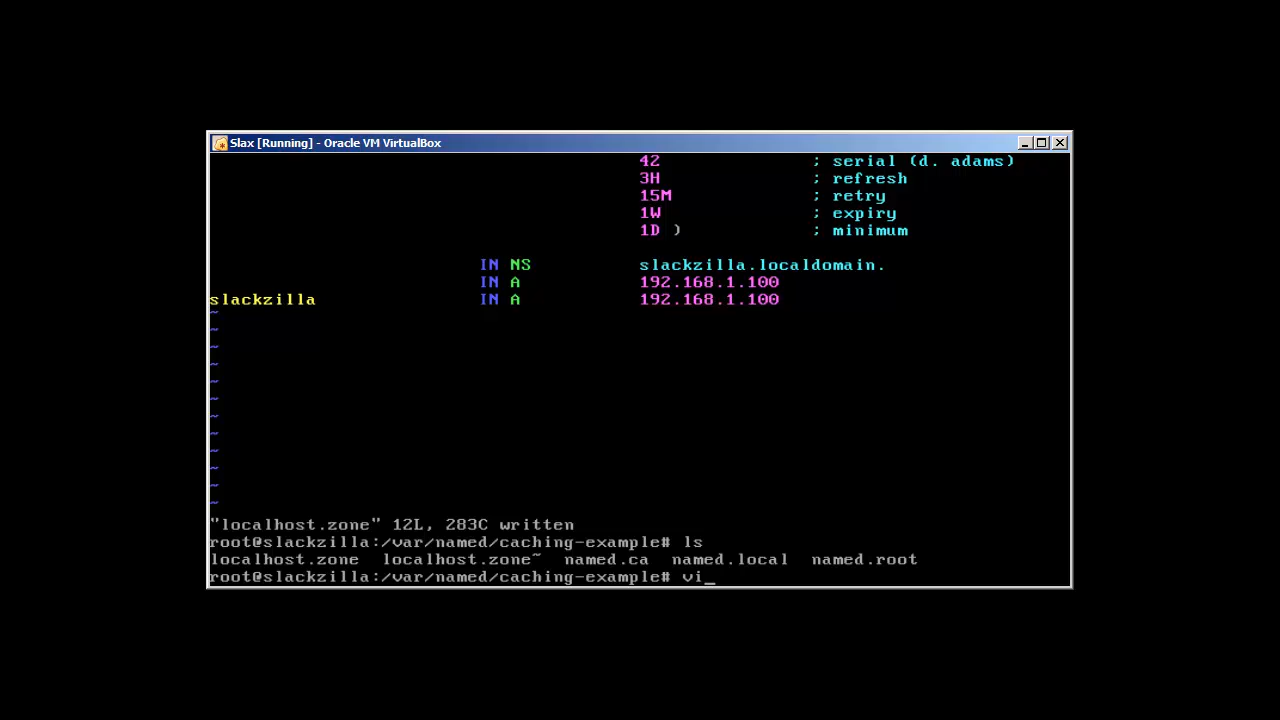 Slax [Running] - Oracle VM VirtualBox
42 ; serial (d. adams)
3H ; refresh
15M ; retry
1W ; expiry
1D ) ; minimum
IN NS slackzilla.localdomain.
IN A 192.168.1.100
slackzilla IN A 192.168.1.100
~
~
~
~
~
~
~
~
~
~
~
~
"localhost.zone" 12L, 283C written
root@slackzilla:/var/named/caching-example# ls
localhost.zone localhost.zone~ named.ca named.local named.root
root@slackzilla:/var/named/caching-example# vi_